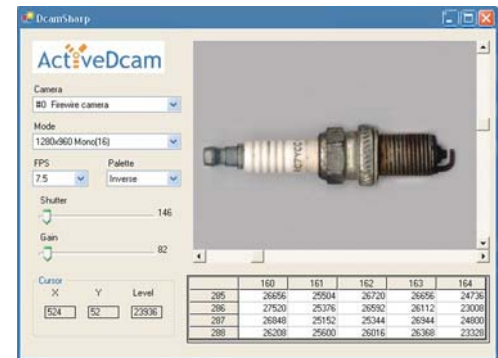 DcamSharp
ActiveDcam
Camera
#0 Firewire camera
Mode
1280x960 Mono(16)
FPS Palette
7.5 Inverse
Shutter
146
Gain
82
Cursor
X Y Level
524 52 23936
160 161 162 163 164
285 26656 25504 26720 26656 24736
286 27520 25376 26592 26112 23008
287 26848 25152 25344 26944 24800
288 26208 25600 26016 26368 23328